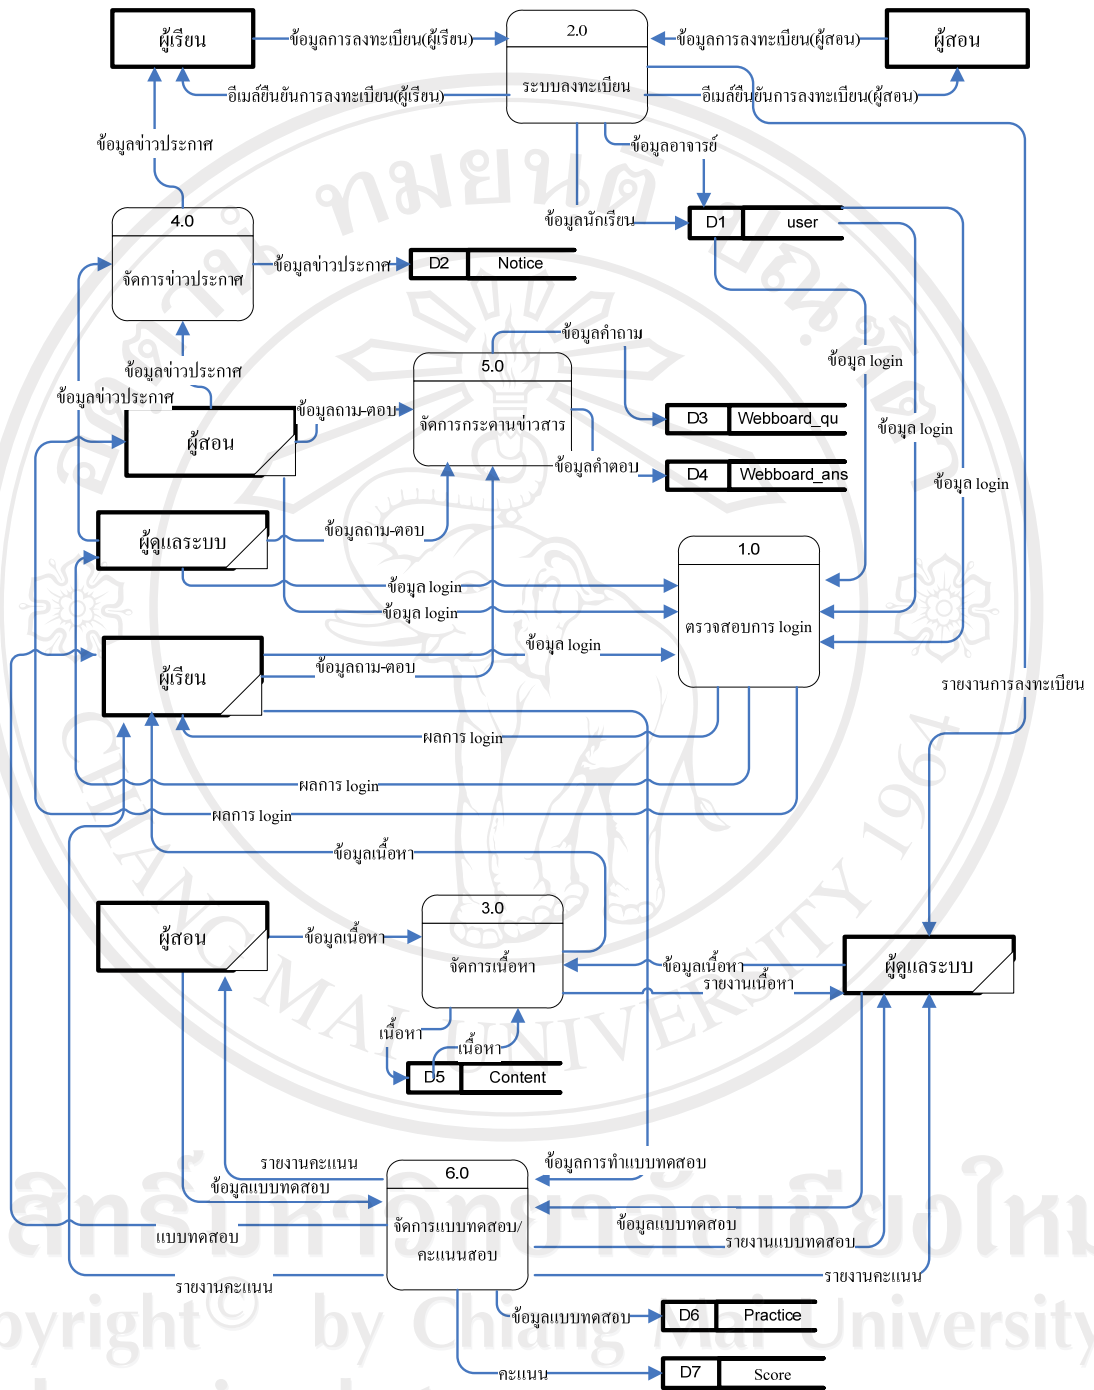 ผู้เรียน
ข้อมูลการลงทะเบียน(ผู้เรียน)
2.0
ข้อมูลการลงทะเบียน(ผู้สอน)
ผู้สอน
อีเมล์ยืนยันการลงทะเบียน(ผู้เรียน)
ระบบลงทะเบียน
อีเมล์ยืนยันการลงทะเบียน(ผู้สอน)
ข้อมูลข่าวประกาศ
ข้อมูลอาจารย์
ข้อมูลนักเรียน
D1 user
4.0
จัดการข่าวประกาศ
ข้อมูลข่าวประกาศ
D2 Notice
ข้อมูลคำถาม
ข้อมูล login
5.0
จัดการกระดานข่าวสาร
ข้อมูลข่าวประกาศ
ข้อมูลข่าวประกาศ
ข้อมูลถาม-ตอบ
ผู้สอน
D3 Webboard_qu
ข้อมูล login
ข้อมูลคำตอบ
D4 Webboard_ans
ข้อมูล login
ผู้ดูแลระบบ
ข้อมูลถาม-ตอบ
1.0
ตรวจสอบการ login
ข้อมูล login
ข้อมูล login
ข้อมูล login
ผู้เรียน
ข้อมูลถาม-ตอบ
รายงานการลงทะเบียน
ผลการ login
ผลการ login
ผลการ login
ข้อมูลเนื้อหา
3.0
จัดการเนื้อหา
ผู้สอน
ข้อมูลเนื้อหา
ข้อมูลเนื้อหา
รายงานเนื้อหา
ผู้ดูแลระบบ
เนื้อหา
เนื้อหา
D5 Content
รายงานคะแนน
6.0
จัดการแบบทดสอบ/
คะแนนสอบ
ข้อมูลการทำแบบทดสอบ
ข้อมูลแบบทดสอบ
ข้อมูลแบบทดสอบ
แบบทดสอบ
รายงานแบบทดสอบ
รายงานคะแนน
รายงานคะแนน
ข้อมูลแบบทดสอบ
D6 Practice
คะแนน
D7 Score
CHIANG MAI UNIVERSITY 1964
สิทธิ์มหาวิทยาลัยเชียงใหม่
pyright © by Chiang Mai University